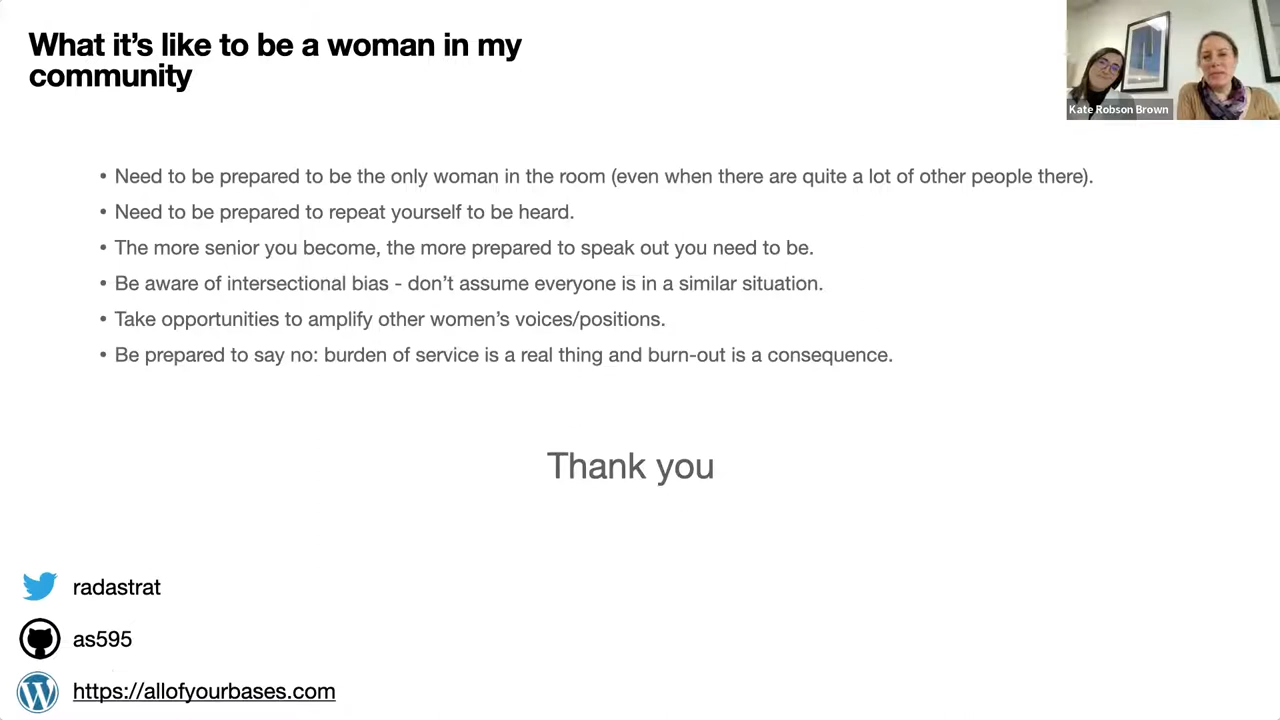 What it’s like to be a woman in my
community
Kate Robson Brown
• Need to be prepared to be the only woman in the room (even when there are quite a lot of other people there).
• Need to be prepared to repeat yourself to be heard.
• The more senior you become, the more prepared to speak out you need to be.
• Be aware of intersectional bias - don’t assume everyone is in a similar situation.
• Take opportunities to amplify other women’s voices/positions.
• Be prepared to say no: burden of service is a real thing and burn-out is a consequence.
Thank you
radastrat
as595
https://allofyourbases.com